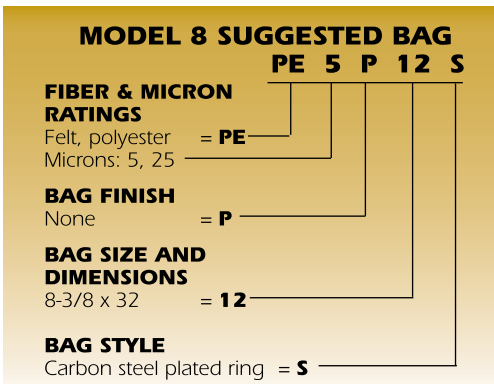 MODEL 8 SUGGESTED BAG
PE 5 P 12 S
FIBER & MICRON
RATINGS
Felt, polyester = PE
Microns: 5, 25
BAG FINISH
None = P
BAG SIZE AND
DIMENSIONS
8-3/8 x 32 = 12
BAG STYLE
Carbon steel plated ring = S